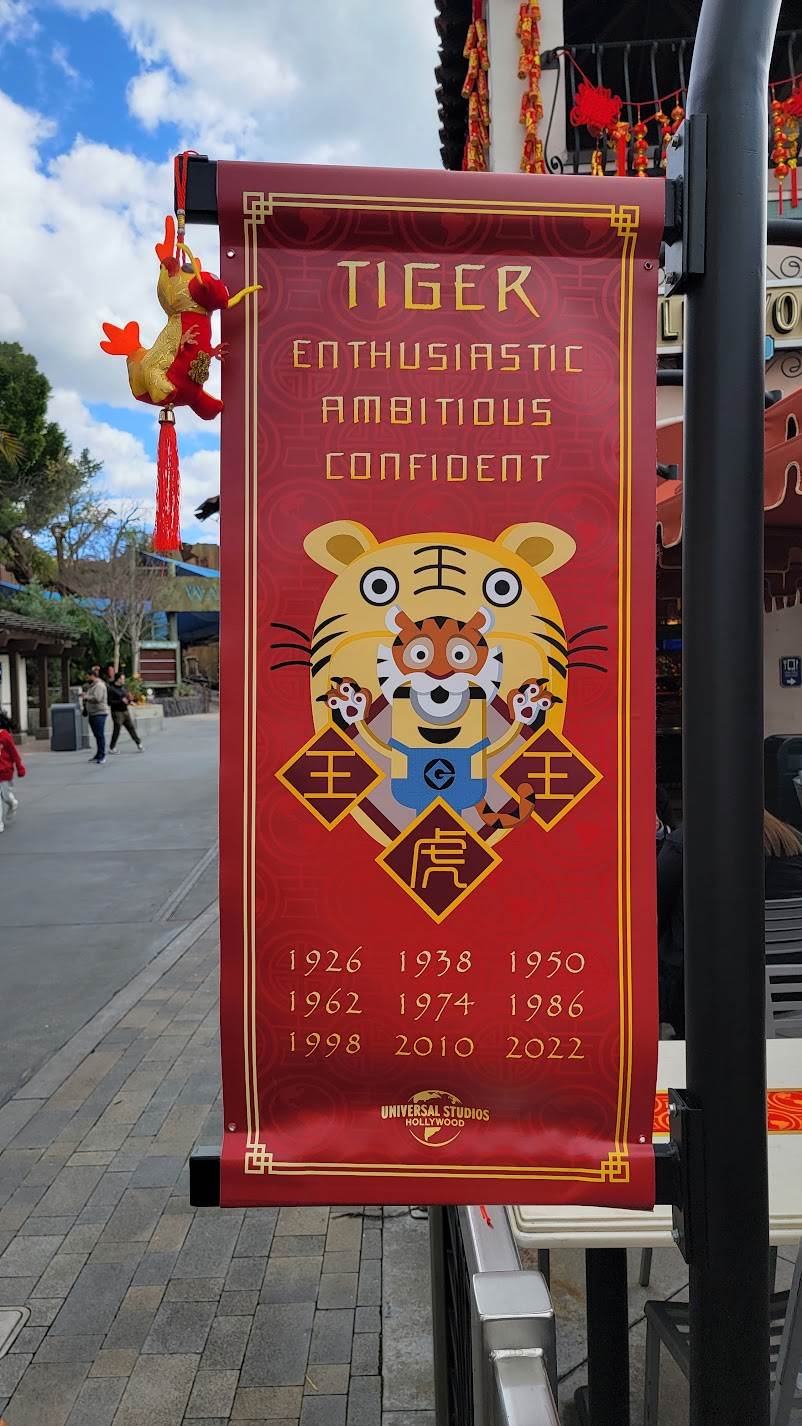 TIGER
ENTHUSIASTIC
AMBITIOUS
CONFIDENT
王
王 王
虎
1926 1938 1950
1962 1974 1986
1998 2010 2022
UNIVERSAL STUDIOS
HOLLYWOOD